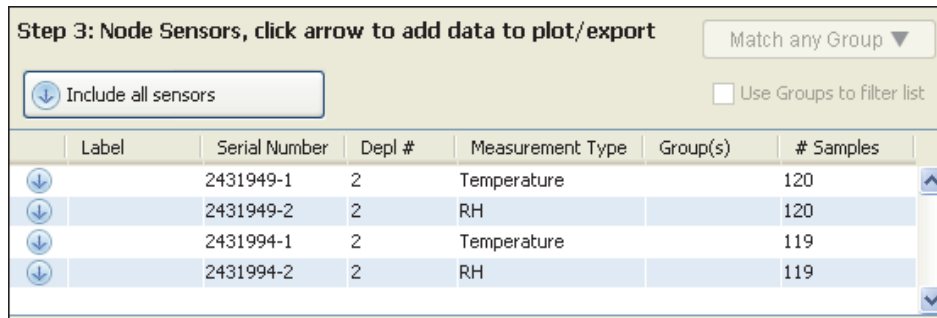 Step 3: Node Sensors, click arrow to add data to plot/export
Match any Group ▼
Include all sensors
Use Groups to filter list
Label Serial Number Depl # Measurement Type Group(s) # Samples
2431949-1 2 Temperature 120
2431949-2 2 RH 120
2431994-1 2 Temperature 119
2431994-2 2 RH 119